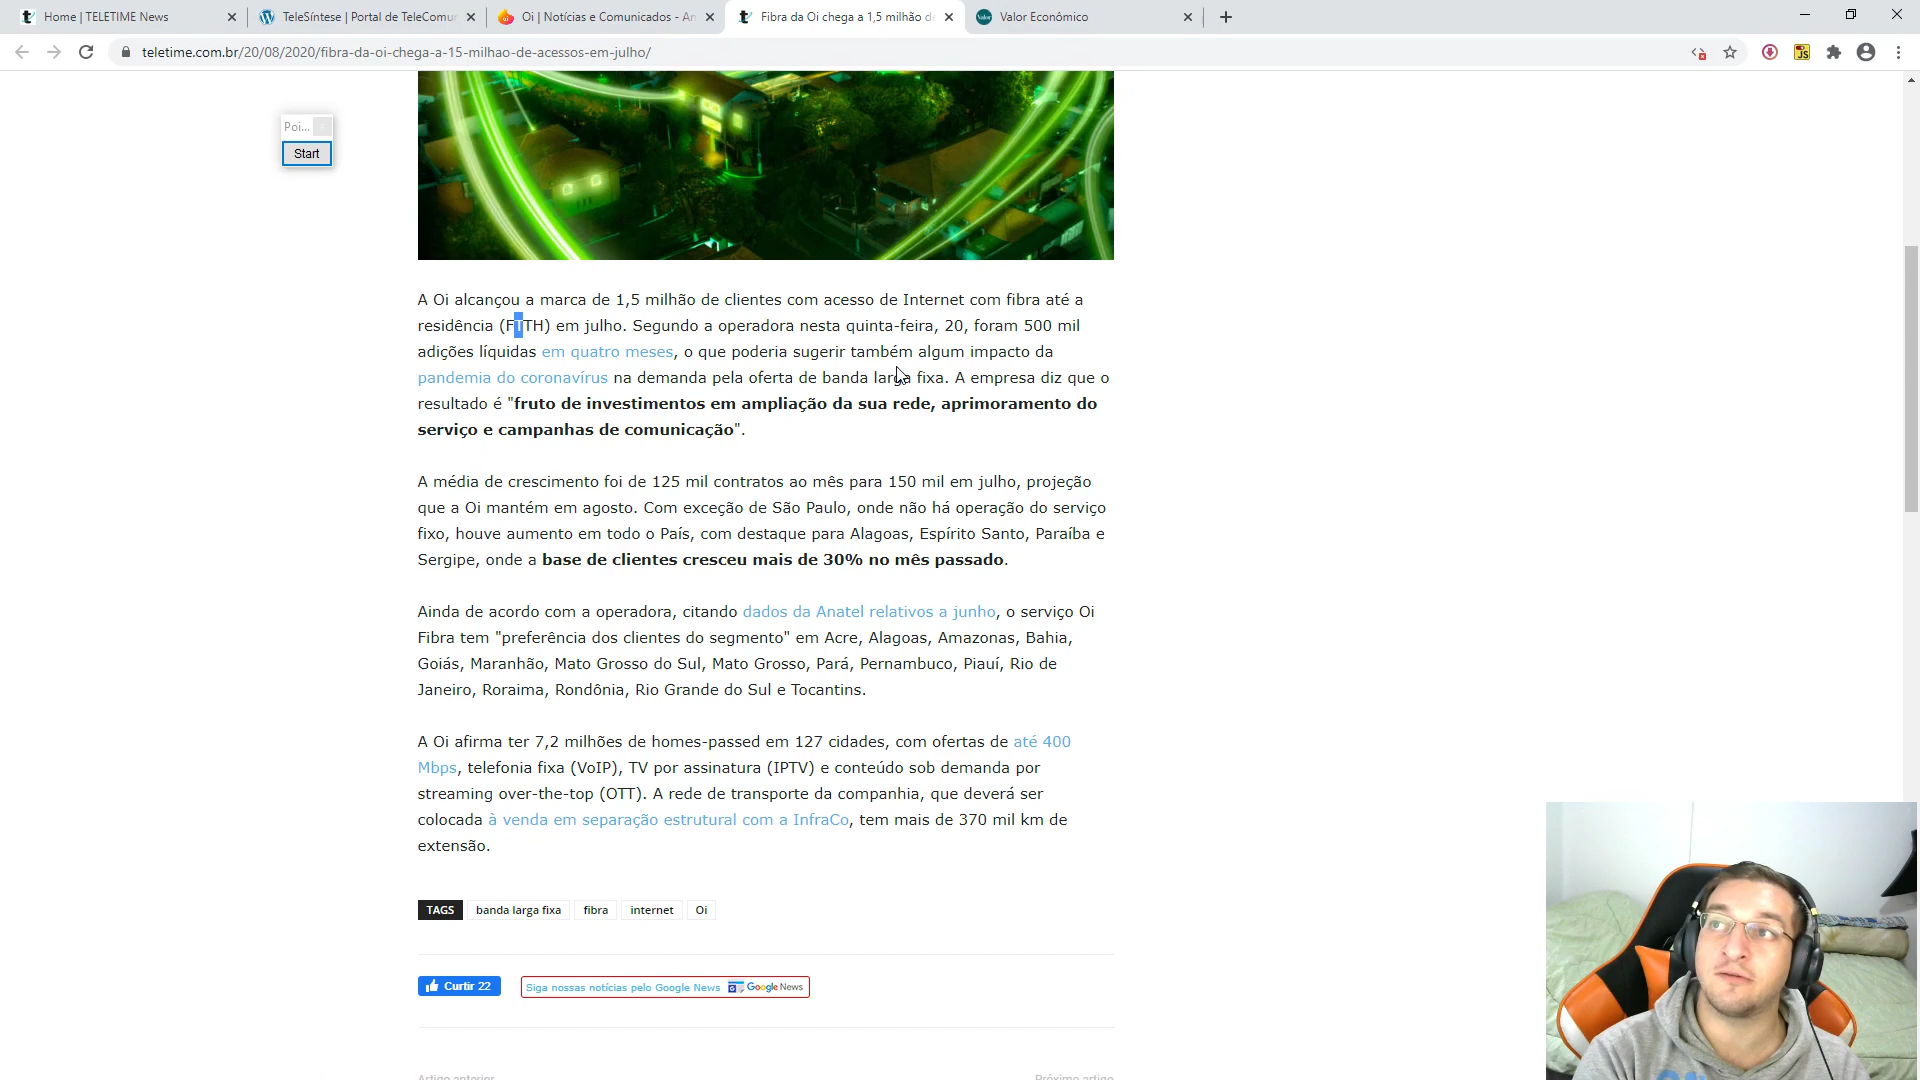 Home | TELETIME News
TeleSíntese | Portal de TeleComun
Oi | Notícias e Comunicados - An
Fibra da Oi chega a 1,5 milhão de
Valor Econômico
teletime.com.br/20/08/2020/fibra-da-oi-chega-a-15-milhao-de-acessos-em-julho/
Poi...
Start
A Oi alcançou a marca de 1,5 milhão de clientes com acesso de Internet com fibra até a
residência (FTTH) em julho. Segundo a operadora nesta quinta-feira, 20, foram 500 mil
adições líquidas em quatro meses, o que poderia sugerir também algum impacto da
pandemia do coronavírus na demanda pela oferta de banda larga fixa. A empresa diz que o
resultado é "fruto de investimentos em ampliação da sua rede, aprimoramento do
serviço e campanhas de comunicação".
A média de crescimento foi de 125 mil contratos ao mês para 150 mil em julho, projeção
que a Oi mantém em agosto. Com exceção de São Paulo, onde não há operação do serviço
fixo, houve aumento em todo o País, com destaque para Alagoas, Espírito Santo, Paraíba e
Sergipe, onde a base de clientes cresceu mais de 30% no mês passado.
Ainda de acordo com a operadora, citando dados da Anatel relativos a junho, o serviço Oi
Fibra tem "preferência dos clientes do segmento" em Acre, Alagoas, Amazonas, Bahia,
Goiás, Maranhão, Mato Grosso do Sul, Mato Grosso, Pará, Pernambuco, Piauí, Rio de
Janeiro, Roraima, Rondônia, Rio Grande do Sul e Tocantins.
A Oi afirma ter 7,2 milhões de homes-passed em 127 cidades, com ofertas de até 400
Mbps, telefonia fixa (VoIP), TV por assinatura (IPTV) e conteúdo sob demanda por
streaming over-the-top (OTT). A rede de transporte da companhia, que deverá ser
colocada à venda em separação estrutural com a InfraCo, tem mais de 370 mil km de
extensão.
TAGS banda larga fixa fibra internet Oi
Curtir 22
Siga nossas notícias pelo Google News Google News
Artigo anterior
Próximo artigo